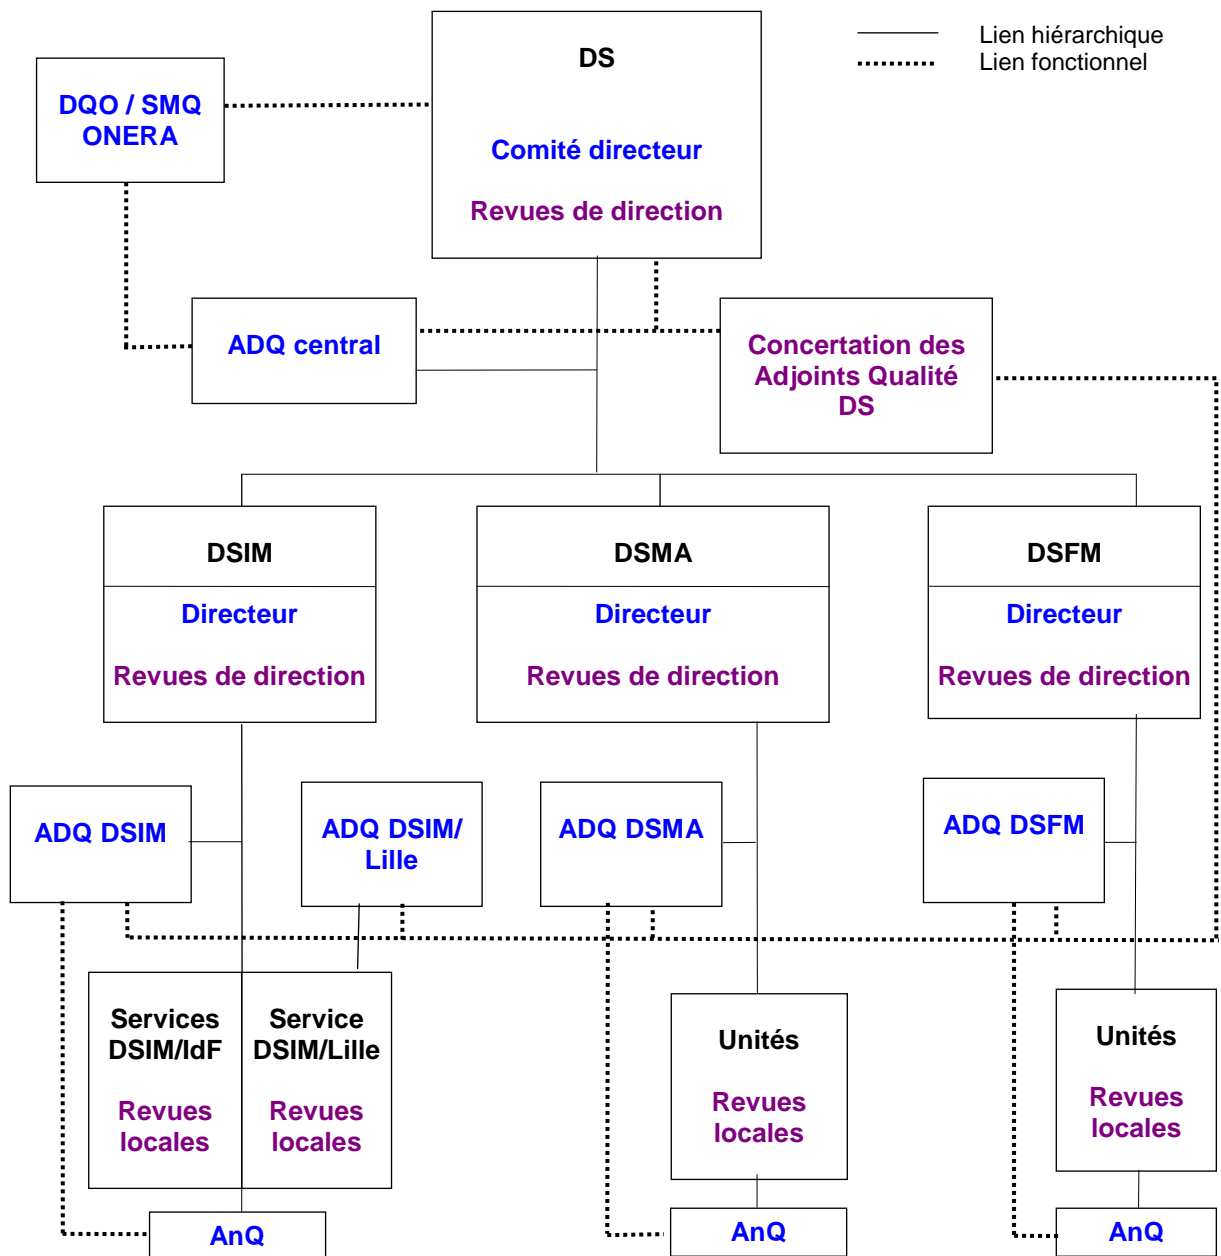 DS
Comité directeur
Revues de direction
Lien hiérarchique
Lien fonctionnel
DQO / SMQ
ONERA
ADQ central
Concertation des
Adjoints Qualité
DS
DSIM
Directeur
Revues de direction
DSMA
Directeur
Revues de direction
DSFM
Directeur
Revues de direction
ADQ DSIM
ADQ DSIM/
Lille
ADQ DSMA
ADQ DSFM
Services
DSIM/IdF
Revues
locales
Service
DSIM/Lille
Revues
locales
Unités
Revues
locales
Unités
Revues
locales
AnQ
AnQ
AnQ